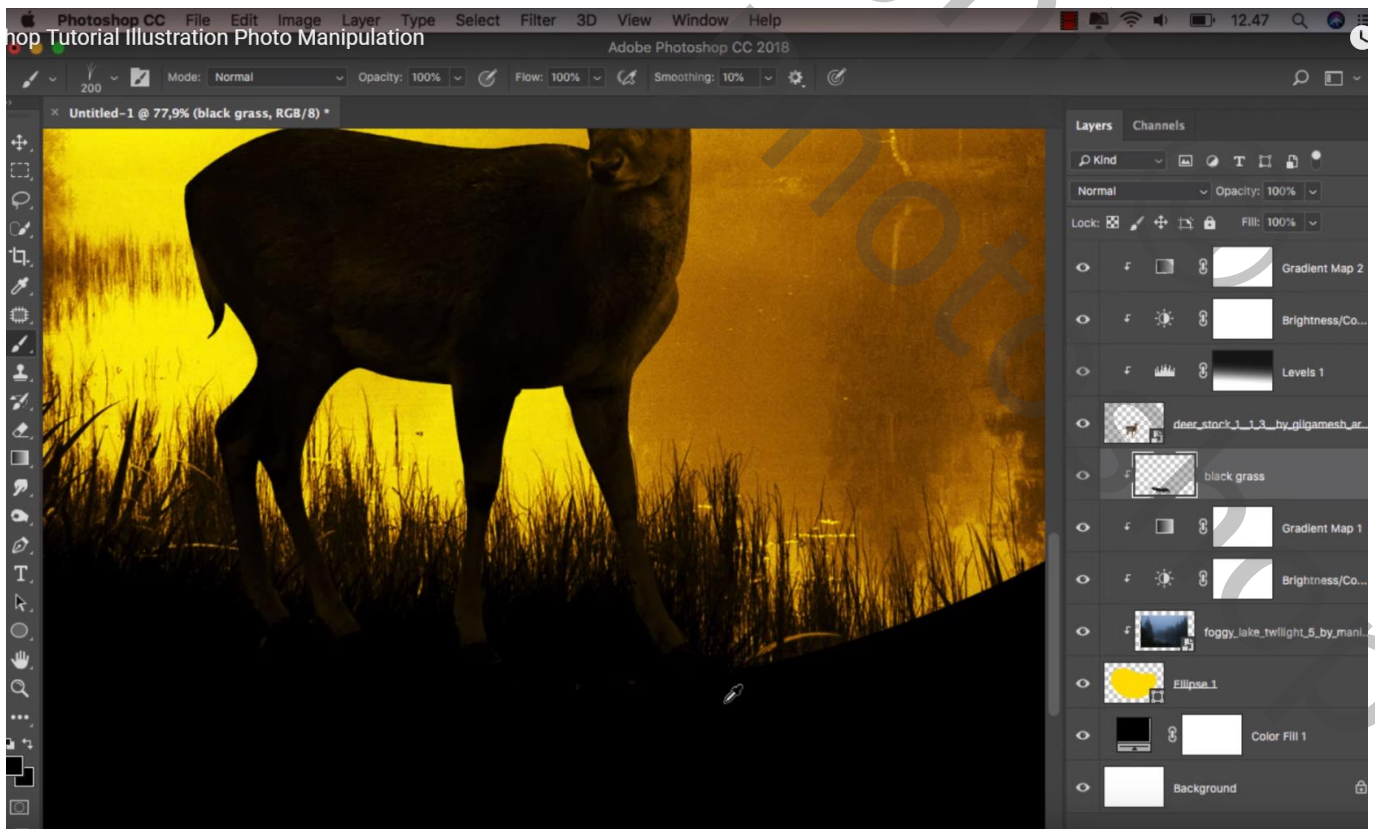 Photoshop CC File Edit Image Layer Type Select Filter 3D View Window Help 12.47
hop Tutorial Illustration Photo Manipulation
Adobe Photoshop CC 2018
200 Mode: Normal Opacity: 100% Flow: 100% Smoothing: 10%
× Untitled-1 @ 77,9% (black grass, RGB/8) *
Layers Channels
Kind
Normal Opacity: 100%
Lock: Fill: 100%
Gradient Map 2
Brightness/Co...
Levels 1
deer_stock_1__1_3__by_gilgamesh_ar...
black grass
Gradient Map 1
Brightness/Co...
foggy_lake_twilight_5_by_mani...
Ellipse 1
Color Fill 1
Background